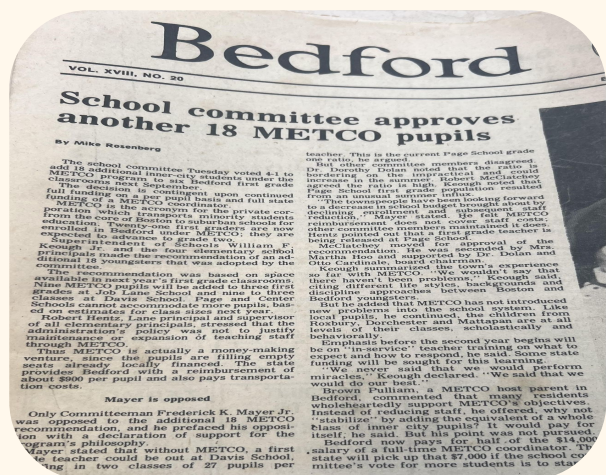 Bedford
VOL. XVIII, NO. 20
School committee approves
another 18 METCO pupils
By Mike Rosenberg
The school committee Tuesday voted 4-1 to
add 18 additional inner-city students under the
METCO program to six Bedford first grade
classrooms next September.
The decision is contingent upon continued
full funding on a per pupil basis and full state
funding of a METCO coordinator.
METCO is the acronym for the private cor-
poration which transports minority students
from the core of Boston to suburban schools for
education. Twenty-one first graders are now
enrolled in Bedford under METCO; they are
expected to advance to grade two.
Superintendent of Schools William F.
Keough Jr. and the four elementary school
principals made the recommendation of an ad-
ditional 18 youngsters that was adopted by the
committee.
The recommendation was based on space
available in next year's first grade classrooms.
Nine METCO pupils will be added to three first
grades at Job Lane School and nine to three
classes at Davis School. Page and Center
Schools cannot accommodate more pupils, bas-
ed on estimates for class sizes next year.
Robert Hentz, Lane principal and supervisor
of all elementary principals, stressed that the
administration's policy was not to justify
maintenance or expansion of teaching staff
through METCO.
Thus METCO is actually a money-making
venture, since the pupils are filling empty
seats already locally financed. The state
provides Bedford with a reimbursement of
about $900 per pupil and also pays transporta-
tion costs.
Mayer is opposed
Only Committeeman Frederick K. Mayer Jr.
was opposed to the additional 18 METCO
recommendation, and he prefaced his opposi-
tion with a declaration of support for the
program's philosophy.
Mayer stated that without METCO, a first
teacher could be out at Davis School,
in two classes of 27 pupils per
teacher. This is the current Page School grade
one ratio, he argued.
But other committee members disagreed.
Dr. Dorothy Dolan noted that the ratio is
bordering on the impractical and could
increase in the summer. Robert McClatchey
agreed the ratio is high. Keough noted that
Page School first grade population resulted
from an unusual summer influx.
"The townspeople have been looking forward
to a decrease in school budget brought about by
declining enrollment and possible staff
reduction," Mayer stated. He felt METCO
reimbursement does not cover staff costs;
other committee members maintained it does.
Hentz pointed out that a first grade teacher is
being released at Page School.
McClatchey moved for approval of the
recommendation. He was seconded by Mrs.
Martha Hoo and supported by Dr. Dolan and
Otto Cardinale, board chairman.
Keough summarized the town's experience
so far with METCO. "We wouldn't say that
there haven't been problems," Keough said,
citing different life styles, backgrounds and
discipline approaches between Boston and
Bedford youngsters.
But he added that METCO has not introduced
new problems into the school system. Like
local pupils, he continued, the children from
Roxbury, Dorchester and Mattapan are at all
levels of their classes, scholastically and
behaviorally.
Emphasis before the second year begins will
be on "in-service" teacher training on what to
expect and how to respond, he said. Some state
funding will be sought for this learning.
"We never said that we would perform
miracles," Keough declared. "We said that we
would do our best."
Brown Pulliam, a METCO host parent in
Bedford, commented that many residents
wholeheartedly support METCO's objectives.
Instead of reducing staff, he offered, why not
"stabilize" by adding the equivalent of a whole
class of inner city pupils? It would pay for
itself, he said. But his point was not pursued.
Bedford now pays for half of the $14,000
salary of a full-time METCO coordinator. The
state will pick up that $7,000 if the school com-
mittee's vote for more students is to